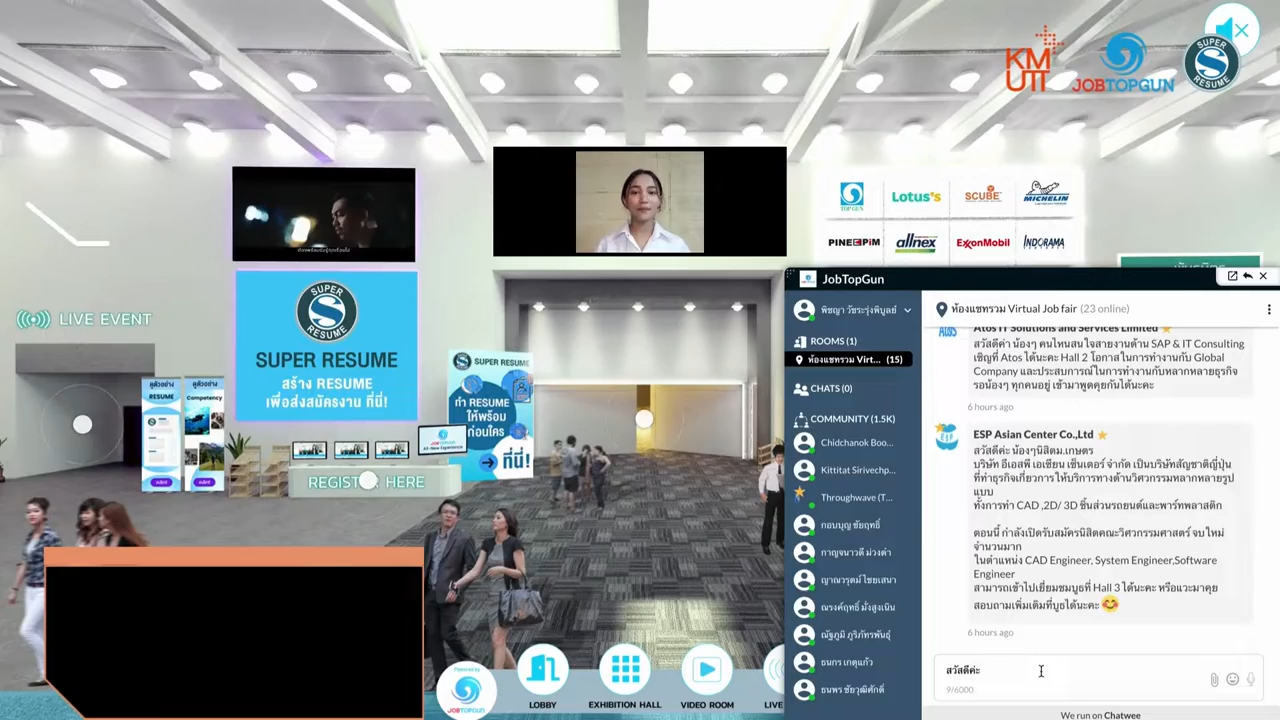 KMUTT
JOBTOPGUN
SUPER RESUME
TOP GUN
Lotus's
SCUBE
MICHELIN
PINE PiM
allnex
ExxonMobil
INDORAMA
LIVE EVENT
SUPER RESUME
SUPER RESUME
สร้าง RESUME
เพื่อส่งสมัครงาน ที่นี่!
ดูตัวอย่าง
RESUME
ดูตัวอย่าง
Competency
SUPER RESUME
ทำ RESUME
ให้พร้อม
ก่อนใคร
ที่นี่!
REGISTER HERE
Powered by
JOBTOPGUN
LOBBY
EXHIBITION HALL
VIDEO ROOM
LIVE
JobTopGun
พิชญา วัชระรุ่งพิบูลย์
ROOMS (1)
ห้องแชทรวม Virt... (15)
CHATS (0)
COMMUNITY (1.5K)
Chidchanok Boo...
Kittitat Sirivechp...
Throughwave (T...
กอบบุญ ชัยฤทธิ์
กาญจนาวดี ม่วงดำ
ญาณวรุตม์ ไชยเสนา
ณรงค์ฤทธิ์ มั่งสูงเนิน
ณัฐภูมิ ภูริภัทรพันธุ์
ธนกร เกตุแก้ว
ธนพร ชัยวุฒิศักดิ์
ห้องแชทรวม Virtual Job fair (23 online)
Atos IT Solutions and Services Limited
สวัสดีค่า น้องๆ คนไหนสนใจสายงานด้าน SAP & IT Consulting
เชิญที่ Atos ได้นะคะ Hall 2 โอกาสในการทำงานกับ Global
Company และประสบการณ์ในการทำงานกับหลากหลายธุรกิจ
รอน้องๆ ทุกคนอยู่ เข้ามาพูดคุยกันได้นะคะ
6 hours ago
ESP Asian Center Co.,Ltd
สวัสดีค่ะ น้องๆนิสิตม.เกษตร
บริษัท อีเอสพี เอเชียน เซ็นเตอร์ จำกัด เป็นบริษัทสัญชาติญี่ปุ่น
ที่ทำธุรกิจเกี่ยวการ ให้บริการทางด้านวิศวกรรมหลากหลายรูป
แบบ
ทั้งการทำ CAD ,2D/ 3D ชิ้นส่วนรถยนต์และพาร์ทพลาสติก
ตอนนี้ กำลังเปิดรับสมัครนิสิตคณะวิศวกรรมศาสตร์ จบใหม่
จำนวนมาก
ในตำแหน่ง CAD Engineer, System Engineer,Software
Engineer
สามารถเข้าไปเยี่ยมชมบูธที่ Hall 3 ได้นะคะ หรือแวะมาคุย
สอบถามเพิ่มเติมที่บูธได้นะคะ
6 hours ago
สวัสดีค่ะ
9/6000
We run on Chatwee